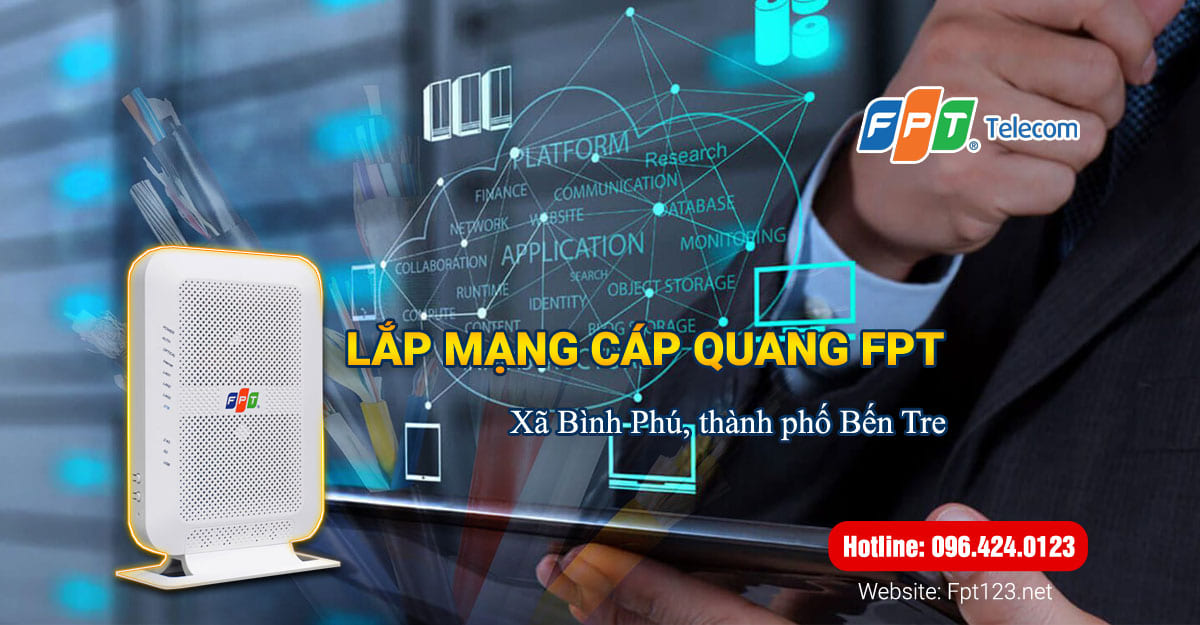 FPT® Telecom
PLATFORM
Research
FINANCE
COMMUNICATION
NETWORK
WEBSITE
DATABASE
APPLICATION
MONITORING
COLLABORATION
SEARCH
RUNTIME
OBJECT STORAGE
IDENTITY
COMPUTE
CONTENT
STORAGE
LẮP MẠNG CÁP QUANG FPT
FPT
Xã Bình Phú, thành phố Bến Tre
Hotline: 096.424.0123
Website: Fpt123.net